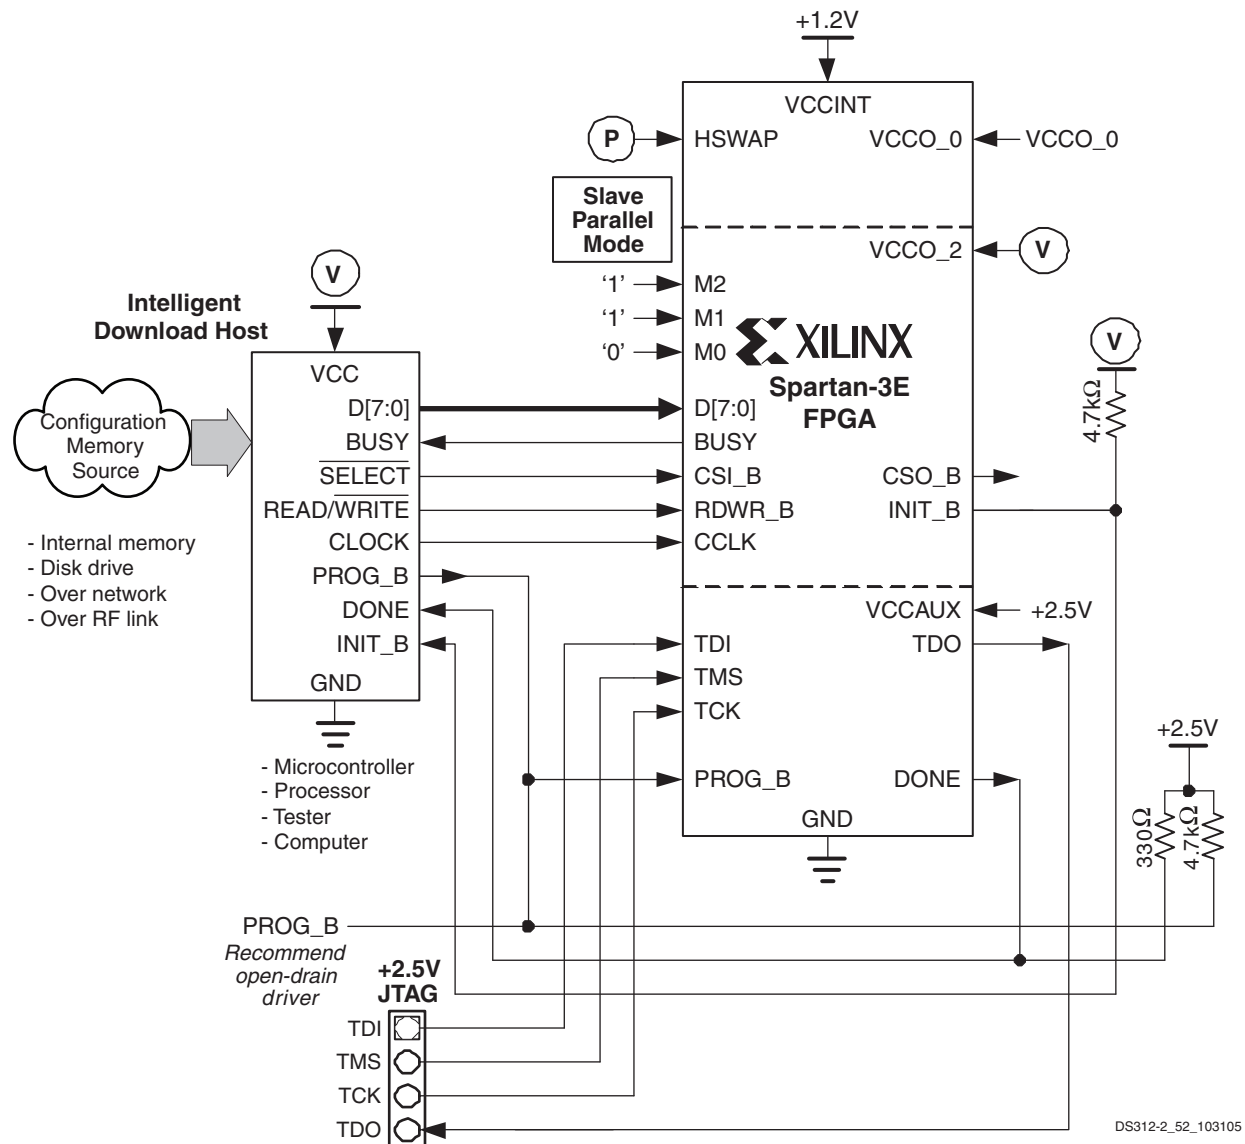 +1.2V
VCCINT
P
HSWAP
VCCO_0
VCCO_0
Slave
Parallel
Mode
VCCO_2
V
V
Intelligent
Download Host
‘1’
M2
‘1’
M1
‘0’
M0
XILINX
Spartan-3E
FPGA
V
4.7kΩ
VCC
Configuration
Memory
Source
D[7:0]
D[7:0]
BUSY
BUSY
SELECT
CSI_B
CSO_B
READ/WRITE
RDWR_B
INIT_B
CLOCK
CCLK
- Internal memory
- Disk drive
- Over network
- Over RF link
PROG_B
DONE
INIT_B
GND
VCCAUX
+2.5V
TDI
TDO
TMS
TCK
- Microcontroller
- Processor
- Tester
- Computer
PROG_B
DONE
GND
+2.5V
330Ω
4.7kΩ
PROG_B
Recommend
open-drain
driver
+2.5V
JTAG
TDI
TMS
TCK
TDO
DS312-2_52_103105